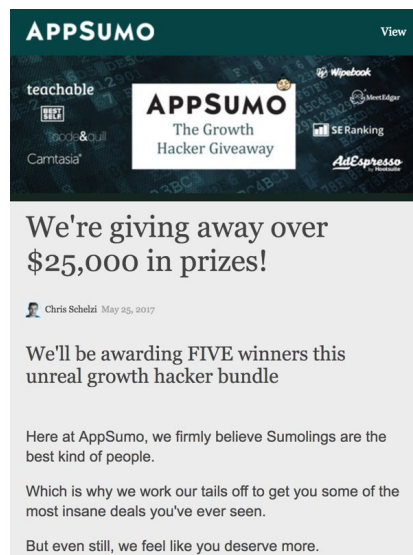 APPSUMO
View
teachable
BEST
SELF
code&quill
Camtasia
APPSUMO
The Growth
Hacker Giveaway
Wipebook
MeetEdgar
SERanking
AdEspresso
by Hootsuite
We're giving away over
$25,000 in prizes!
Chris Schelzi May 25, 2017
We'll be awarding FIVE winners this
unreal growth hacker bundle
Here at AppSumo, we firmly believe Sumolings are the
best kind of people.
Which is why we work our tails off to get you some of the
most insane deals you've ever seen.
But even still, we feel like you deserve more.